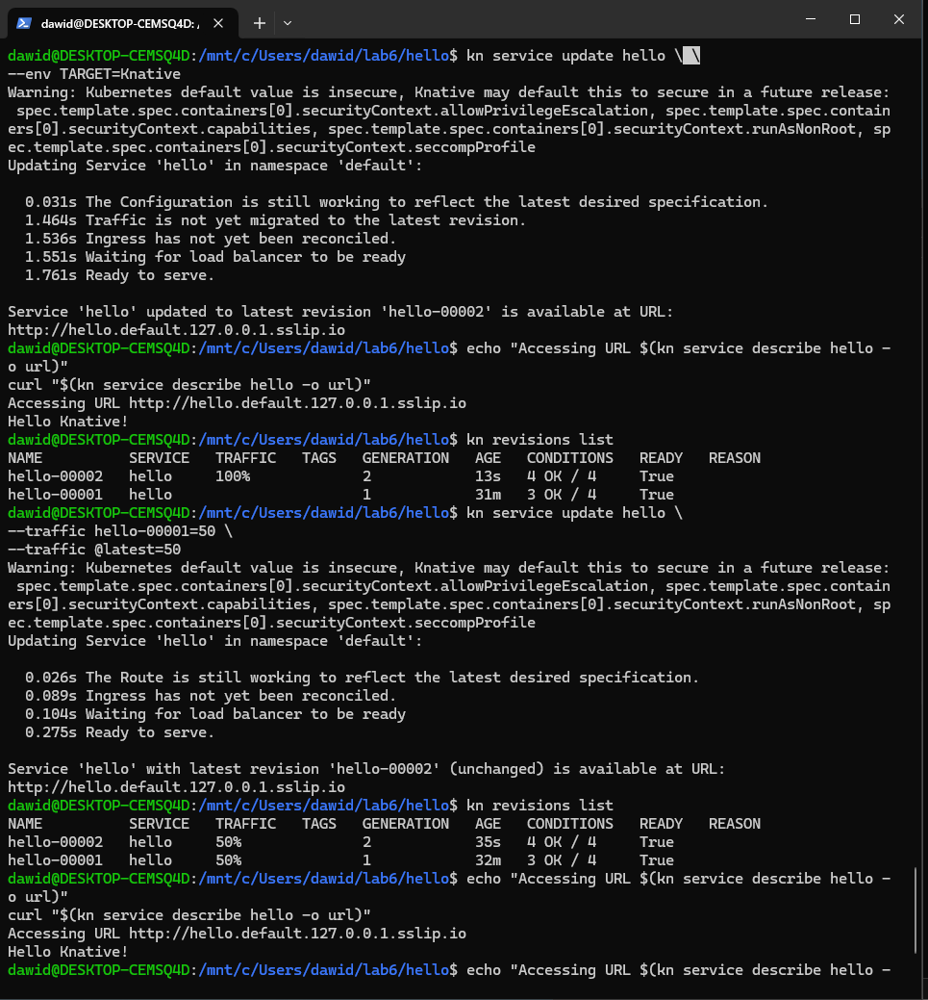 dawid@DESKTOP-CEMSQ4D: ,
dawid@DESKTOP-CEMSQ4D:/mnt/c/Users/dawid/lab6/hello$ kn service update hello \ \
--env TARGET=Knative
Warning: Kubernetes default value is insecure, Knative may default this to secure in a future release:
 spec.template.spec.containers[0].securityContext.allowPrivilegeEscalation, spec.template.spec.contain
ers[0].securityContext.capabilities, spec.template.spec.containers[0].securityContext.runAsNonRoot, sp
ec.template.spec.containers[0].securityContext.seccompProfile
Updating Service 'hello' in namespace 'default':
  0.031s The Configuration is still working to reflect the latest desired specification.
  1.464s Traffic is not yet migrated to the latest revision.
  1.536s Ingress has not yet been reconciled.
  1.551s Waiting for load balancer to be ready
  1.761s Ready to serve.
Service 'hello' updated to latest revision 'hello-00002' is available at URL:
http://hello.default.127.0.0.1.sslip.io
dawid@DESKTOP-CEMSQ4D:/mnt/c/Users/dawid/lab6/hello$ echo "Accessing URL $(kn service describe hello -
o url)"
curl "$(kn service describe hello -o url)"
Accessing URL http://hello.default.127.0.0.1.sslip.io
Hello Knative!
dawid@DESKTOP-CEMSQ4D:/mnt/c/Users/dawid/lab6/hello$ kn revisions list
NAME          SERVICE   TRAFFIC   TAGS   GENERATION   AGE   CONDITIONS   READY   REASON
hello-00002   hello     100%             2            13s   4 OK / 4     True
hello-00001   hello                      1            31m   3 OK / 4     True
dawid@DESKTOP-CEMSQ4D:/mnt/c/Users/dawid/lab6/hello$ kn service update hello \
--traffic hello-00001=50 \
--traffic @latest=50
Warning: Kubernetes default value is insecure, Knative may default this to secure in a future release:
 spec.template.spec.containers[0].securityContext.allowPrivilegeEscalation, spec.template.spec.contain
ers[0].securityContext.capabilities, spec.template.spec.containers[0].securityContext.runAsNonRoot, sp
ec.template.spec.containers[0].securityContext.seccompProfile
Updating Service 'hello' in namespace 'default':
  0.026s The Route is still working to reflect the latest desired specification.
  0.089s Ingress has not yet been reconciled.
  0.104s Waiting for load balancer to be ready
  0.275s Ready to serve.
Service 'hello' with latest revision 'hello-00002' (unchanged) is available at URL:
http://hello.default.127.0.0.1.sslip.io
dawid@DESKTOP-CEMSQ4D:/mnt/c/Users/dawid/lab6/hello$ kn revisions list
NAME          SERVICE   TRAFFIC   TAGS   GENERATION   AGE   CONDITIONS   READY   REASON
hello-00002   hello     50%              2            35s   4 OK / 4     True
hello-00001   hello     50%              1            32m   3 OK / 4     True
dawid@DESKTOP-CEMSQ4D:/mnt/c/Users/dawid/lab6/hello$ echo "Accessing URL $(kn service describe hello -
o url)"
curl "$(kn service describe hello -o url)"
Accessing URL http://hello.default.127.0.0.1.sslip.io
Hello Knative!
dawid@DESKTOP-CEMSQ4D:/mnt/c/Users/dawid/lab6/hello$ echo "Accessing URL $(kn service describe hello -